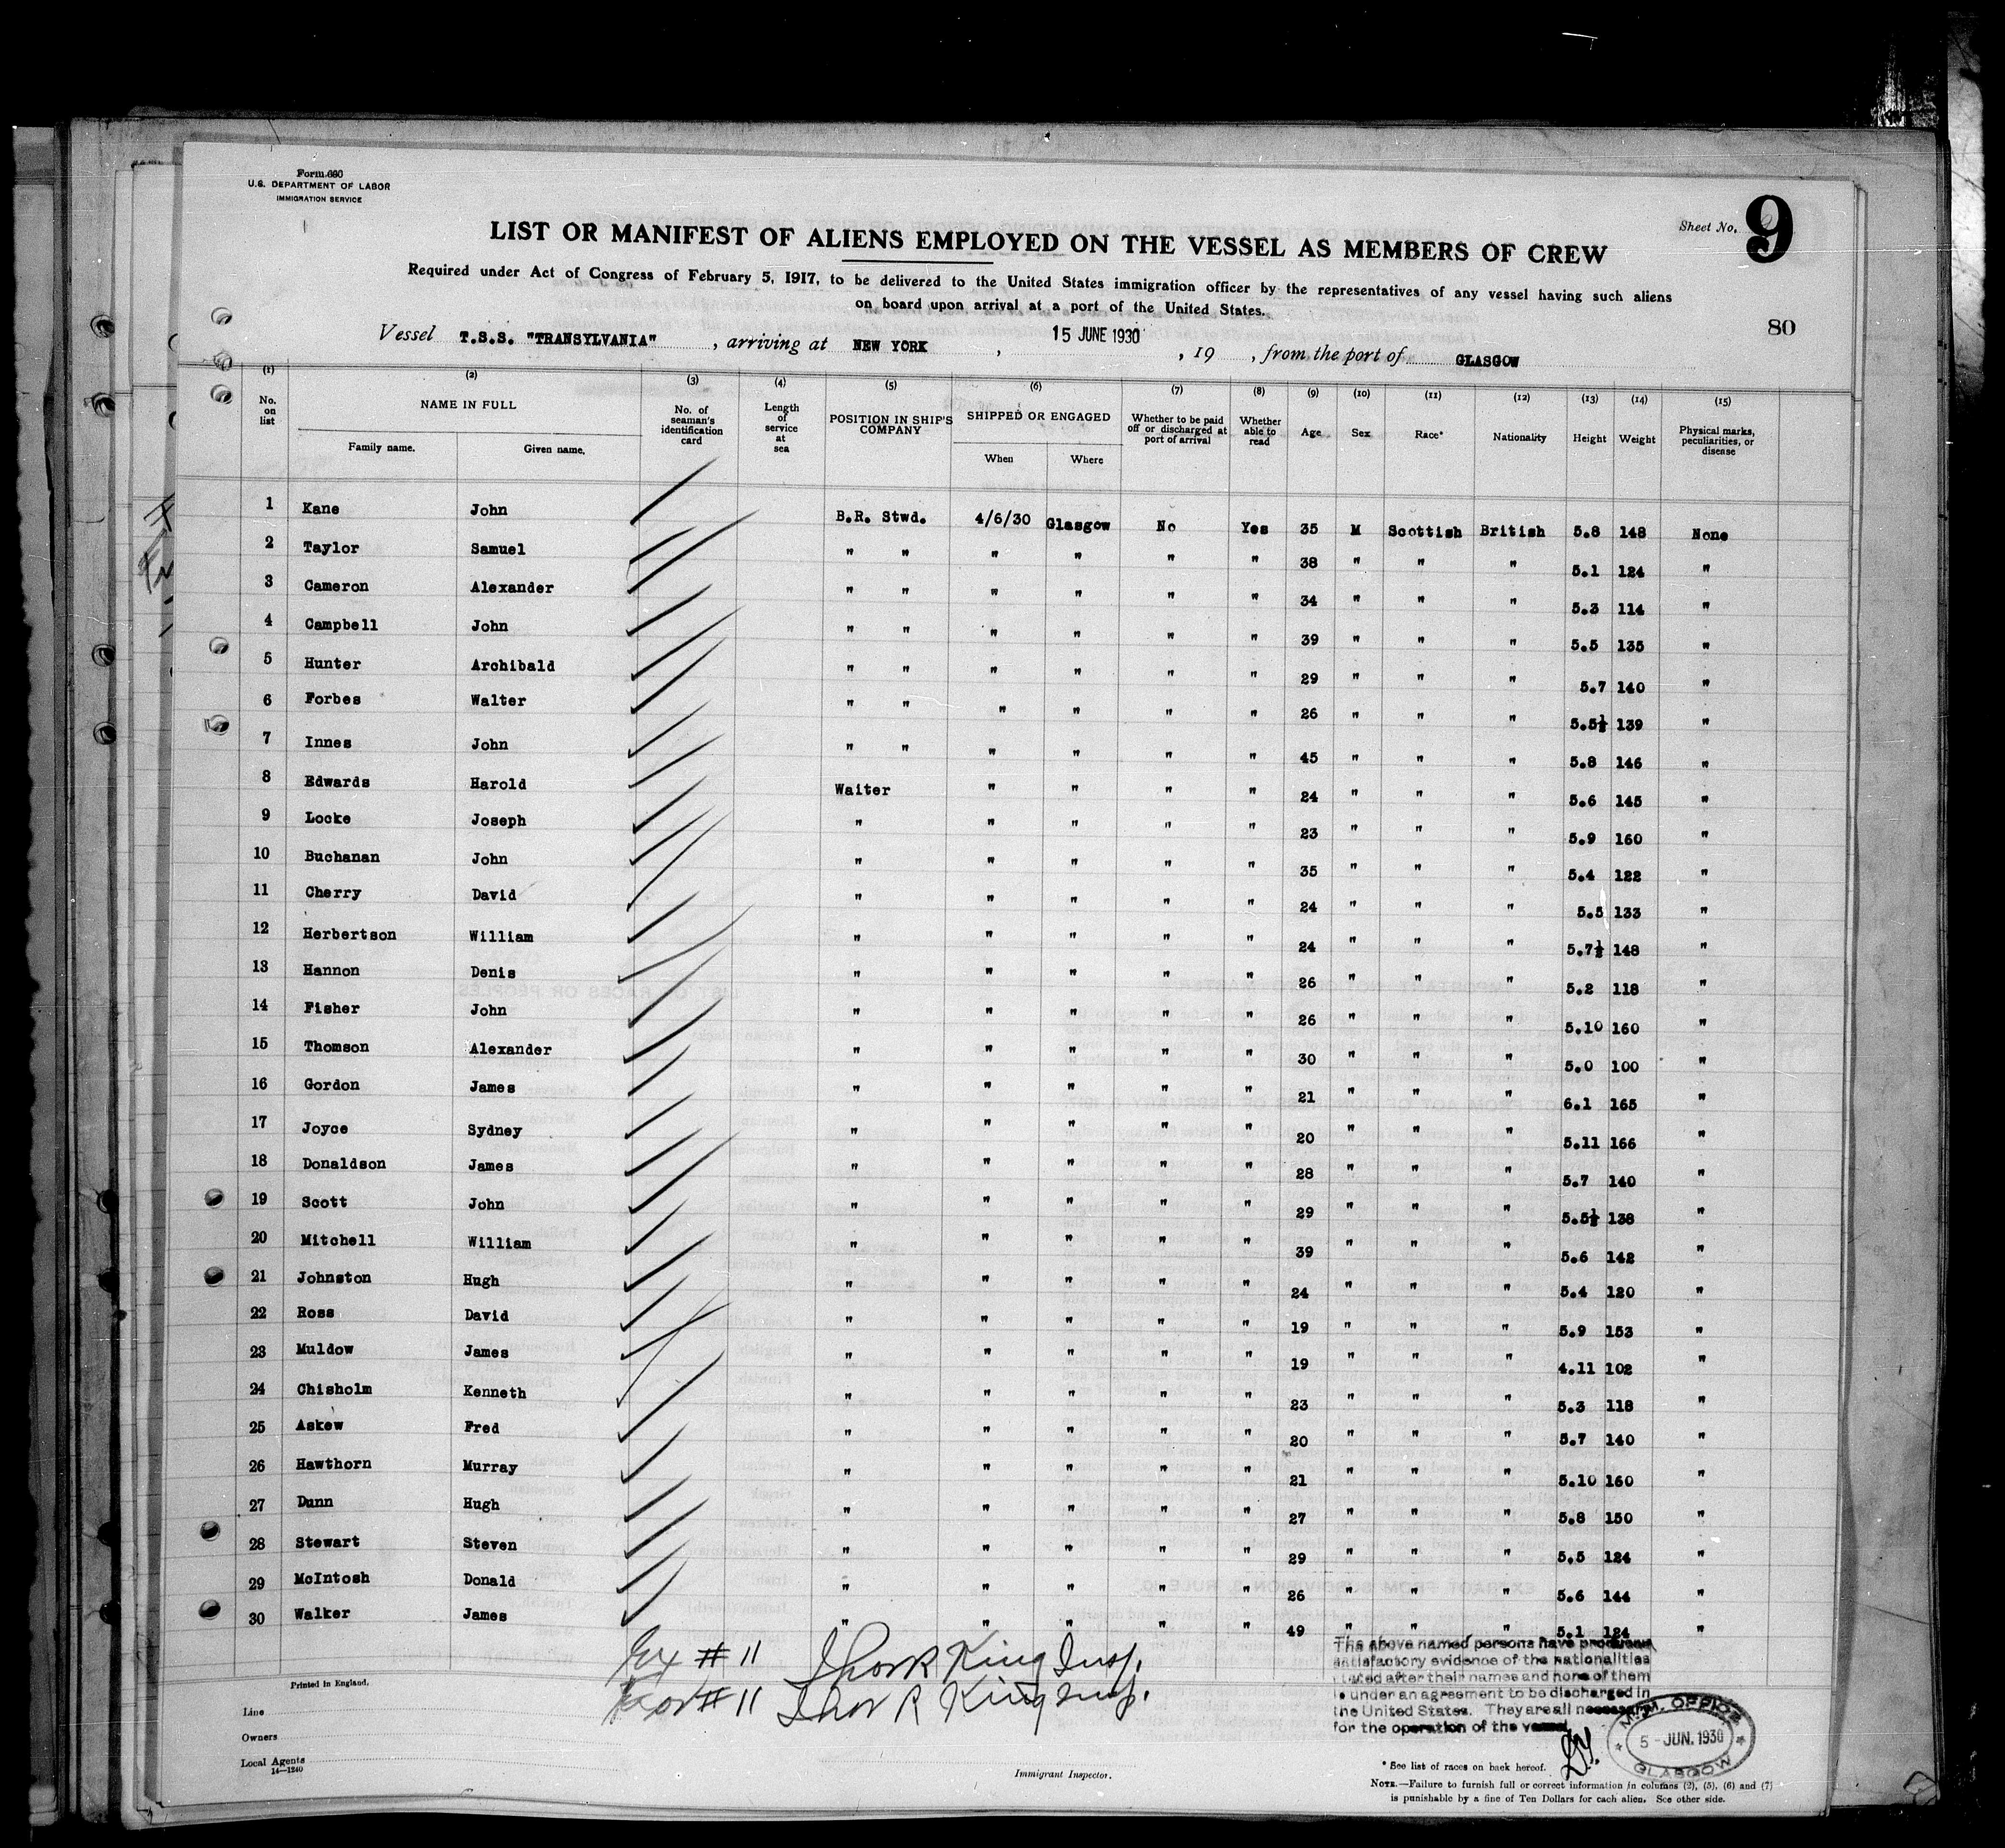 Form 680
U.S. DEPARTMENT OF LABOR
IMMIGRATION SERVICE
Sheet No. 9
LIST OR MANIFEST OF ALIENS EMPLOYED ON THE VESSEL AS MEMBERS OF CREW
Required under Act of Congress of February 5, 1917, to be delivered to the United States immigration officer by the representatives of any vessel having such aliens
on board upon arrival at a port of the United States.
80
Vessel T.S.S. "TRANSYLVANIA" , arriving at NEW YORK , 15 JUNE 1930 , 19 , from the port of GLASGOW
(1) (2) (3) (4) (5) (6) (7) (8) (9) (10) (11) (12) (13) (14) (15)
No. on list NAME IN FULL Family name. Given name. No. of seaman's identification card Length of service at sea POSITION IN SHIP'S COMPANY SHIPPED OR ENGAGED When Where Whether to be paid off or discharged at port of arrival Whether able to read Age Sex Race* Nationality Height Weight Physical marks, peculiarities, or disease
1 Kane John B.R. Stwd. 4/6/30 Glasgow No Yes 35 M Scottish British 5.8 148 None
2 Taylor Samuel " " " " " " 38 " " " 5.1 124 "
3 Cameron Alexander " " " " " " 34 " " " 5.3 114 "
4 Campbell John " " " " " " 39 " " " 5.5 135 "
5 Hunter Archibald " " " " " " 29 " " " 5.7 140 "
6 Forbes Walter " " " " " " 26 " " " 5.5½ 139 "
7 Innes John " " " " " " 45 " " " 5.8 146 "
8 Edwards Harold Waiter " " " " 24 " " " 5.6 145 "
9 Locke Joseph " " " " " 23 " " " 5.9 160 "
10 Buchanan John " " " " " 35 " " " 5.4 122 "
11 Cherry David " " " " " 24 " " " 5.5 133 "
12 Herbertson William " " " " " 24 " " " 5.7½ 148 "
13 Hannon Denis " " " " " 26 " " " 5.2 118 "
14 Fisher John " " " " " 26 " " " 5.10 160 "
15 Thomson Alexander " " " " " 30 " " " 5.0 100 "
16 Gordon James " " " " " 21 " " " 6.1 165 "
17 Joyce Sydney " " " " " 20 " " " 5.11 166 "
18 Donaldson James " " " " " 28 " " " 5.7 140 "
19 Scott John " " " " " 29 " " " 5.5½ 138 "
20 Mitchell William " " " " " 39 " " " 5.6 142 "
21 Johnston Hugh " " " " " 24 " " " 5.4 120 "
22 Ross David " " " " " 19 " " " 5.9 153 "
23 Muldow James " " " " " 19 " " " 4.11 102 "
24 Chisholm Kenneth " " " " " 23 " " " 5.3 118 "
25 Askew Fred " " " " " 20 " " " 5.7 140 "
26 Hawthorn Murray " " " " " 21 " " " 5.10 160 "
27 Dunn Hugh " " " " " 27 " " " 5.8 150 "
28 Stewart Steven " " " " " 29 " " " 5.5 124 "
29 McIntosh Donald " " " " " 26 " " " 5.6 144 "
30 Walker James " " " " " 49 " " " 5.1 124 "
Ex # 11 Thor R King Insp.
# 11 Thor R King Insp.
The above named persons have produced
satisfactory evidence of the nationalities
stated after their names and none of them
is under an agreement to be discharged in
the United States. They are all necessary
for the operation of the vessel
Printed in England.
Line
Owners
Local Agents
14—1240
Immigrant Inspector.
M.M. OFFICE
5 - JUN. 1930
GLASGOW
* See list of races on back hereof.
NOTE.—Failure to furnish full or correct information in columns (2), (5), (6) and (7)
is punishable by a fine of Ten Dollars for each alien. See other side.